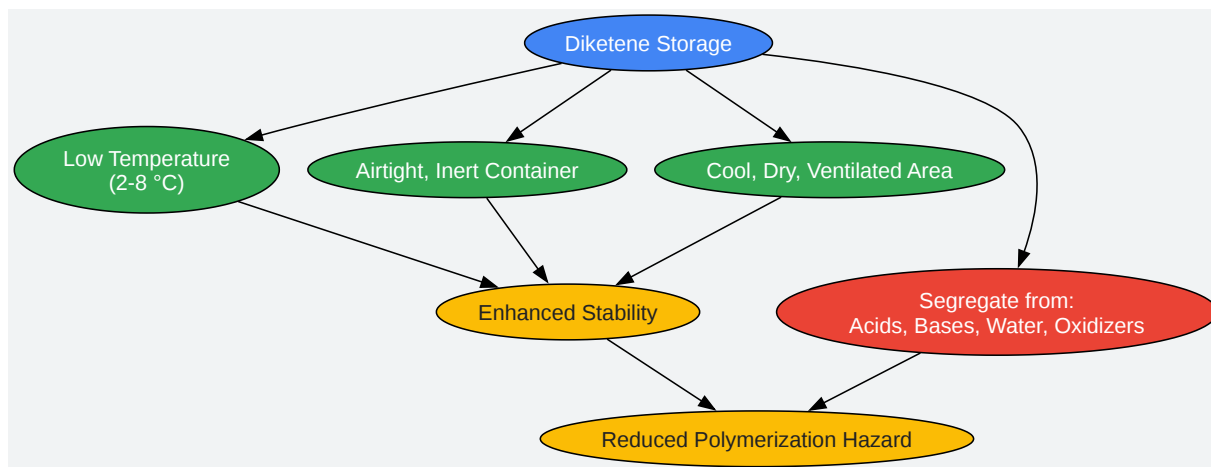 Diketene Storage
Low Temperature
(2-8 °C)
Airtight, Inert Container
Cool, Dry, Ventilated Area
Enhanced Stability
Segregate from:
Acids, Bases, Water, Oxidizers
Reduced Polymerization Hazard